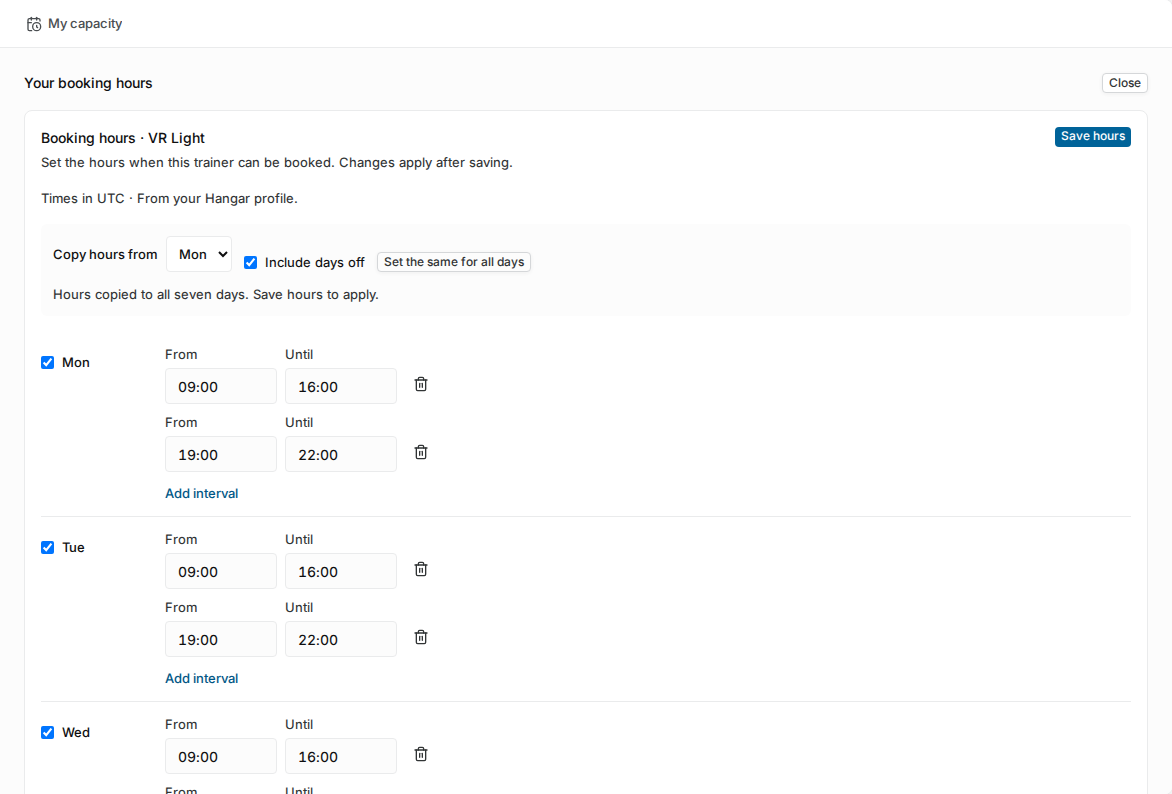 My capacity
Your booking hours
Close
Booking hours · VR Light
Save hours
Set the hours when this trainer can be booked. Changes apply after saving.
Times in UTC · From your Hangar profile.
Copy hours from
Mon
Include days off
Set the same for all days
Hours copied to all seven days. Save hours to apply.
Mon
From
Until
09:00
16:00
From
Until
19:00
22:00
Add interval
Tue
From
Until
09:00
16:00
From
Until
19:00
22:00
Add interval
Wed
From
Until
09:00
16:00
From
Until